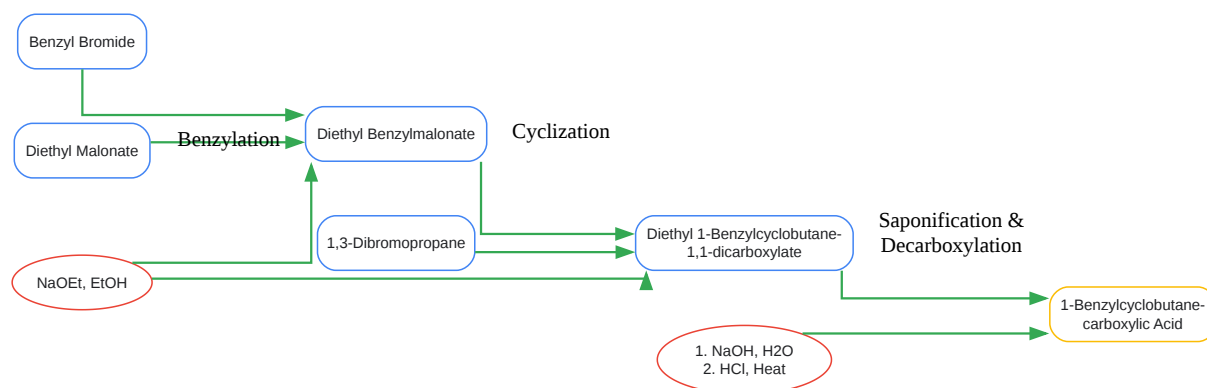 Benzyl Bromide
Diethyl Malonate
Benzylation
Diethyl Benzylmalonate
Cyclization
NaOEt, EtOH
1,3-Dibromopropane
Diethyl 1-Benzylcyclobutane-
1,1-dicarboxylate
Saponification &
Decarboxylation
1. NaOH, H2O
2. HCl, Heat
1-Benzylcyclobutane-
carboxylic Acid